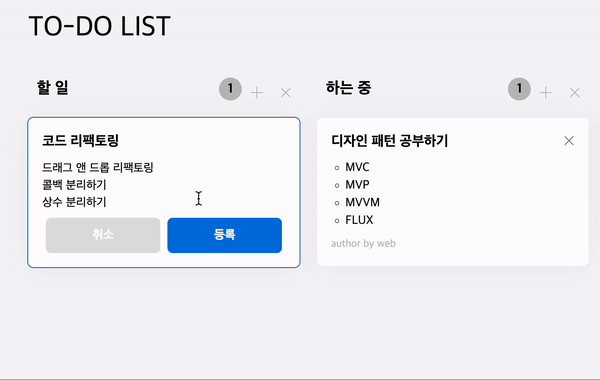 TO-DO LIST
할 일
1
하는 중
1
코드 리팩토링
드래그 앤 드롭 리팩토링
콜백 분리하기
상수 분리하기
취소
등록
디자인 패턴 공부하기
MVC
MVP
MVVM
FLUX
author by web